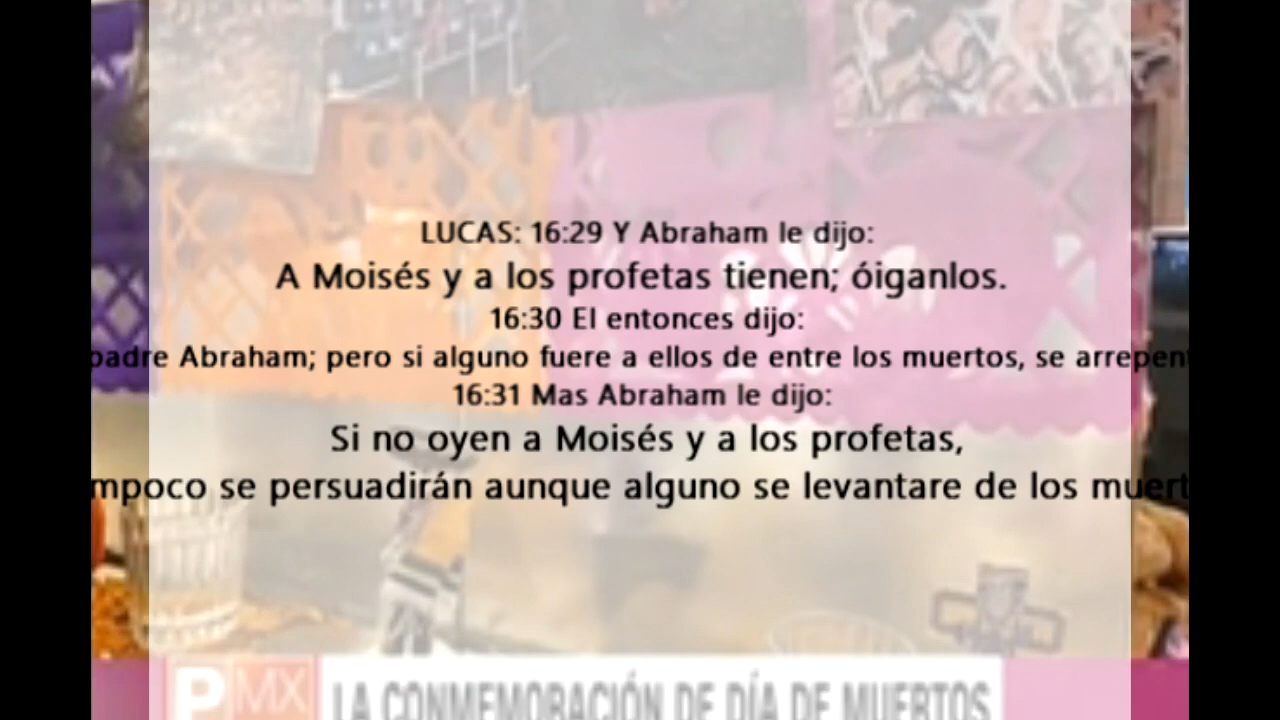 LUCAS: 16:29 Y Abraham le dijo:
A Moisés y a los profetas tienen; óiganlos.
16:30 El entonces dijo:
padre Abraham; pero si alguno fuere a ellos de entre los muertos, se arrepent
16:31 Mas Abraham le dijo:
Si no oyen a Moisés y a los profetas,
mpoco se persuadirán aunque alguno se levantare de los muert
PMX LA CONMEMORACIÓN DE DÍA DE MUERTOS